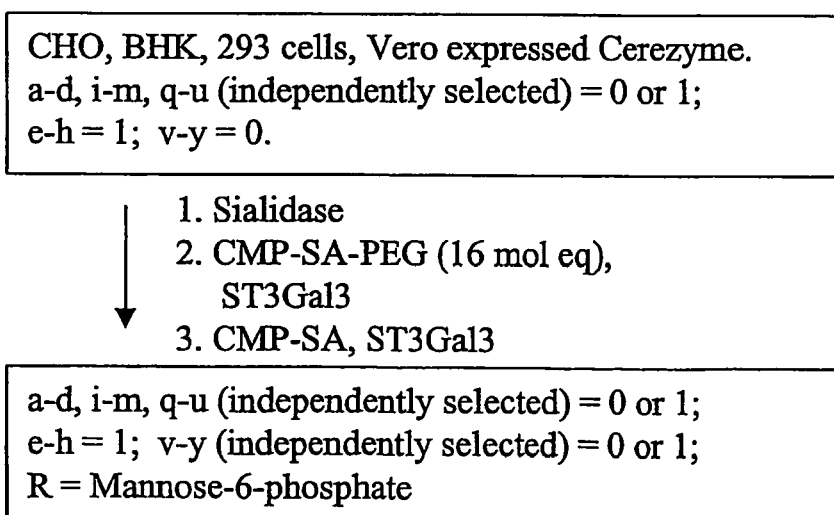 CHO, BHK, 293 cells, Vero expressed Cerezyme.
a-d, i-m, q-u (independently selected) = 0 or 1;
e-h = 1; v-y = 0.
1. Sialidase
2. CMP-SA-PEG (16 mol eq),
ST3Gal3
3. CMP-SA, ST3Gal3
a-d, i-m, q-u (independently selected) = 0 or 1;
e-h = 1; v-y (independently selected) = 0 or 1;
R = Mannose-6-phosphate